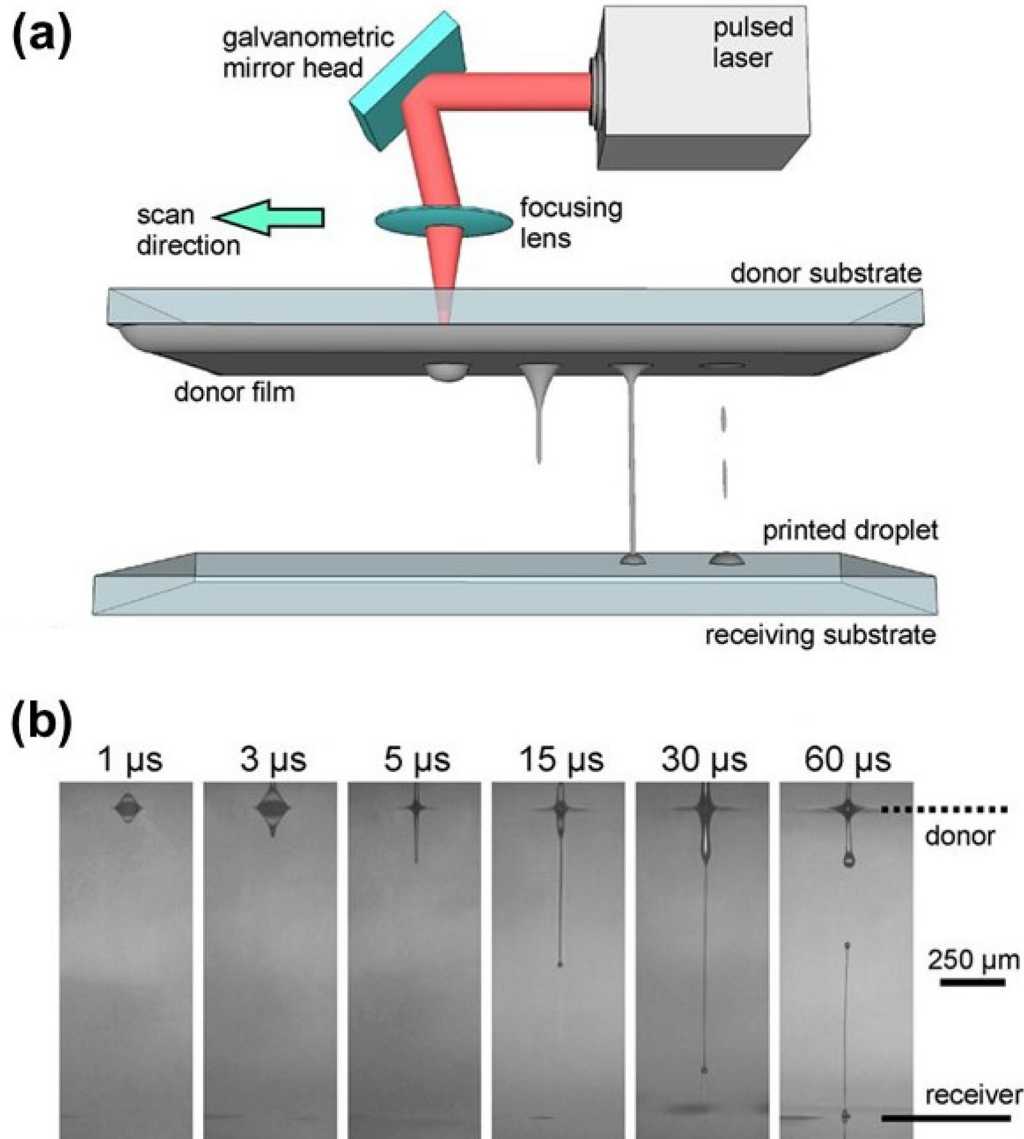 (a)
galvanometric
mirror head
pulsed
laser
scan
direction
focusing
lens
donor substrate
donor film
printed droplet
receiving substrate
(b)
1 µs
3 µs
5 µs
15 µs
30 µs
60 µs
donor
250 µm
receiver